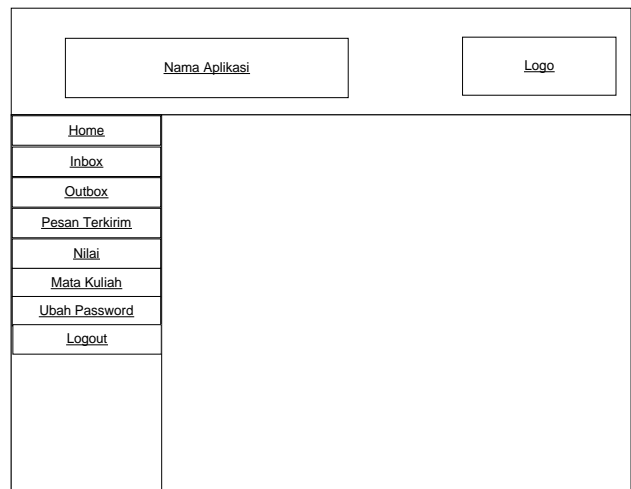 Nama Aplikasi
Logo
Home
Inbox
Outbox
Pesan Terkirim
Nilai
Mata Kuliah
Ubah Password
Logout